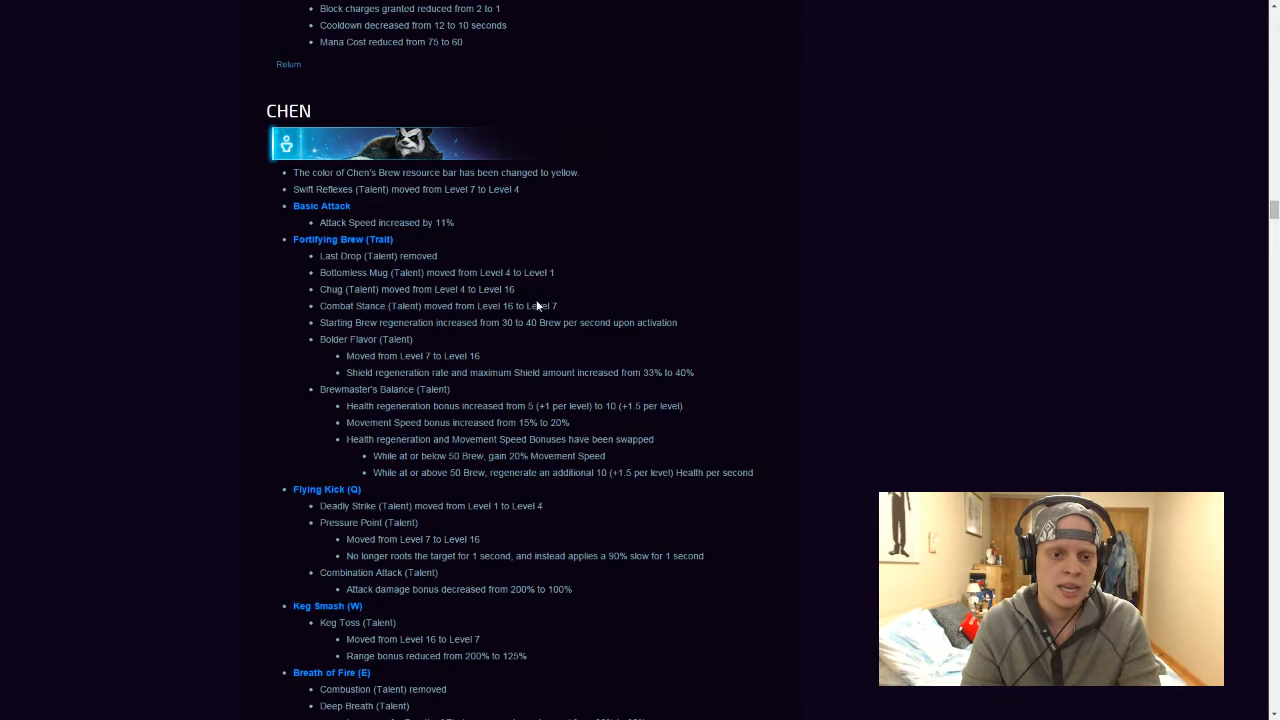 Block charges granted reduced from 2 to 1
Cooldown decreased from 12 to 10 seconds
Mana Cost reduced from 75 to 60
Return
CHEN
The color of Chen's Brew resource bar has been changed to yellow.
Swift Reflexes (Talent) moved from Level 7 to Level 4
Basic Attack
Attack Speed increased by 11%
Fortifying Brew (Trait)
Last Drop (Talent) removed
Bottomless Mug (Talent) moved from Level 4 to Level 1
Chug (Talent) moved from Level 4 to Level 16
Combat Stance (Talent) moved from Level 16 to Level 7
Starting Brew regeneration increased from 30 to 40 Brew per second upon activation
Bolder Flavor (Talent)
Moved from Level 7 to Level 16
Shield regeneration rate and maximum Shield amount increased from 33% to 40%
Brewmaster's Balance (Talent)
Health regeneration bonus increased from 5 (+1 per level) to 10 (+1.5 per level)
Movement Speed bonus increased from 15% to 20%
Health regeneration and Movement Speed Bonuses have been swapped
While at or below 50 Brew, gain 20% Movement Speed
While at or above 50 Brew, regenerate an additional 10 (+1.5 per level) Health per second
Flying Kick (Q)
Deadly Strike (Talent) moved from Level 1 to Level 4
Pressure Point (Talent)
Moved from Level 7 to Level 16
No longer roots the target for 1 second, and instead applies a 90% slow for 1 second
Combination Attack (Talent)
Attack damage bonus decreased from 200% to 100%
Keg Smash (W)
Keg Toss (Talent)
Moved from Level 16 to Level 7
Range bonus reduced from 200% to 125%
Breath of Fire (E)
Combustion (Talent) removed
Deep Breath (Talent)